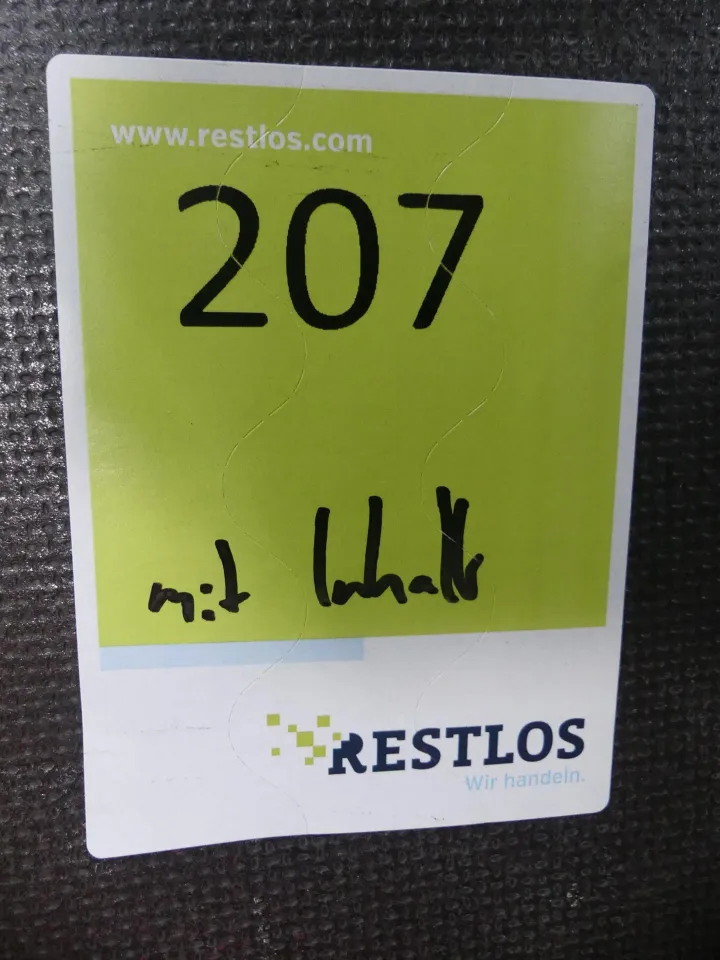 www.restlos.com
207
mit Inhalt
RESTLOS
Wir handeln.